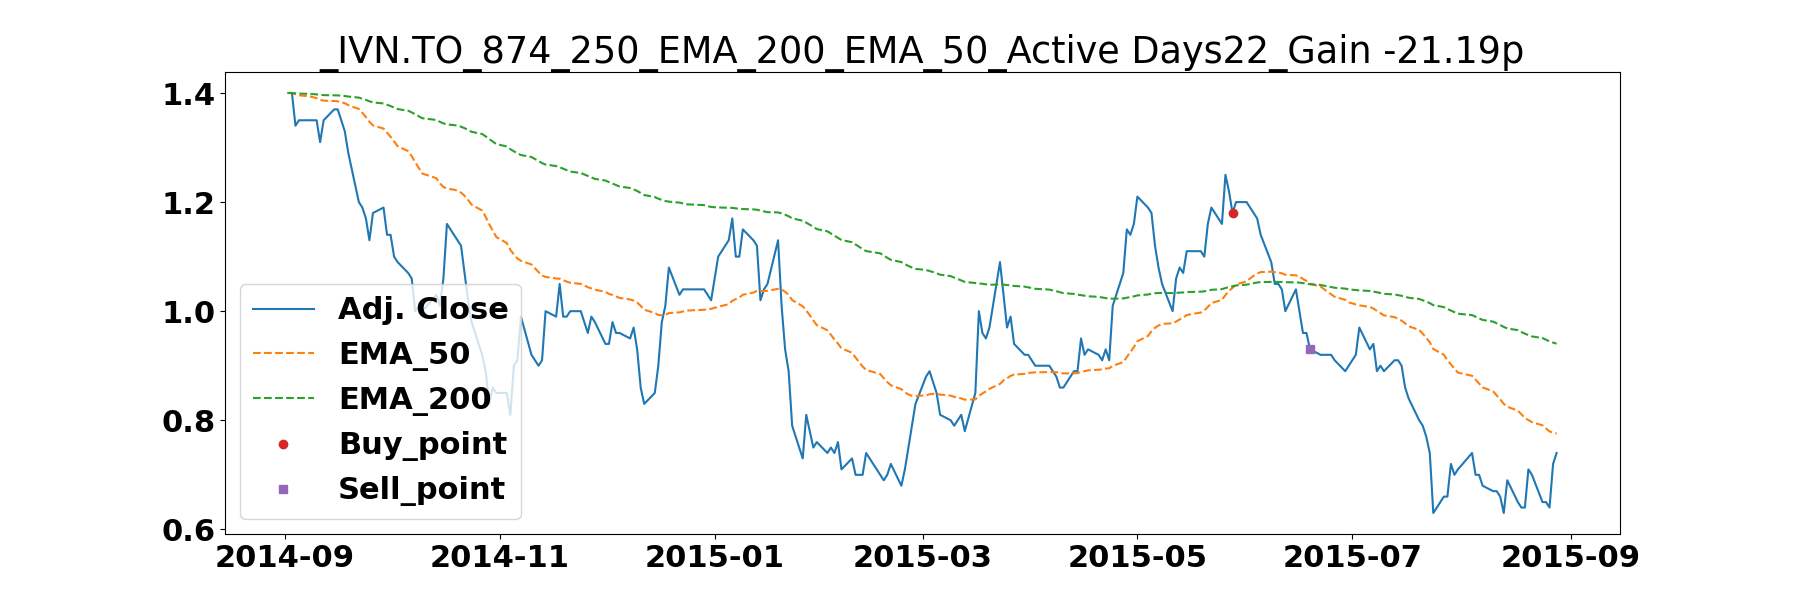 _IVN.TO_874_250_EMA_200_EMA_50_Active Days22_Gain -21.19p
1.4
1.2
1.0
0.8
0.6
Adj. Close
EMA_50
EMA_200
Buy_point
Sell_point
2014-09 2014-11 2015-01 2015-03 2015-05 2015-07 2015-09